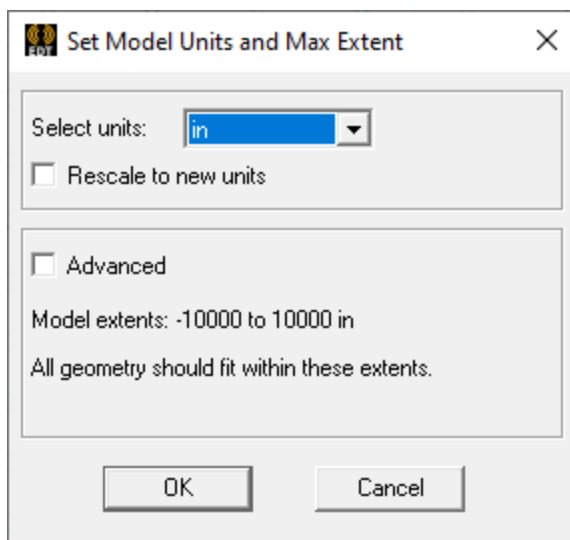 EDT Set Model Units and Max Extent
Select units: in
Rescale to new units
Advanced
Model extents: -10000 to 10000 in
All geometry should fit within these extents.
OK Cancel